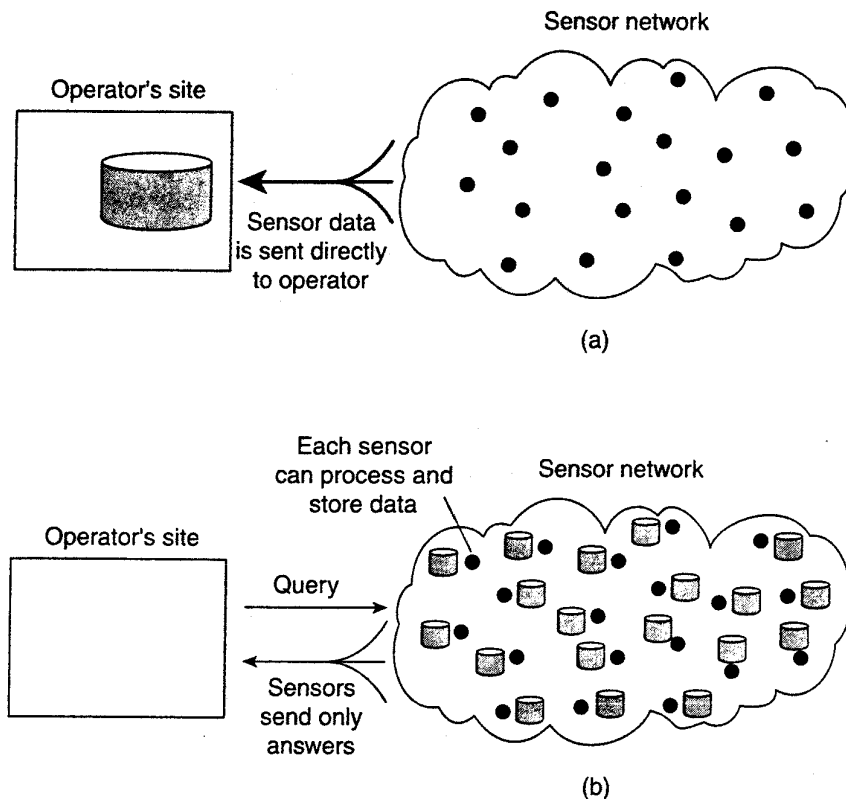 Sensor network
Operator's site
Sensor data
is sent directly
to operator
(a)
Each sensor
can process and
store data
Sensor network
Operator's site
Query
Sensors
send only
answers
(b)